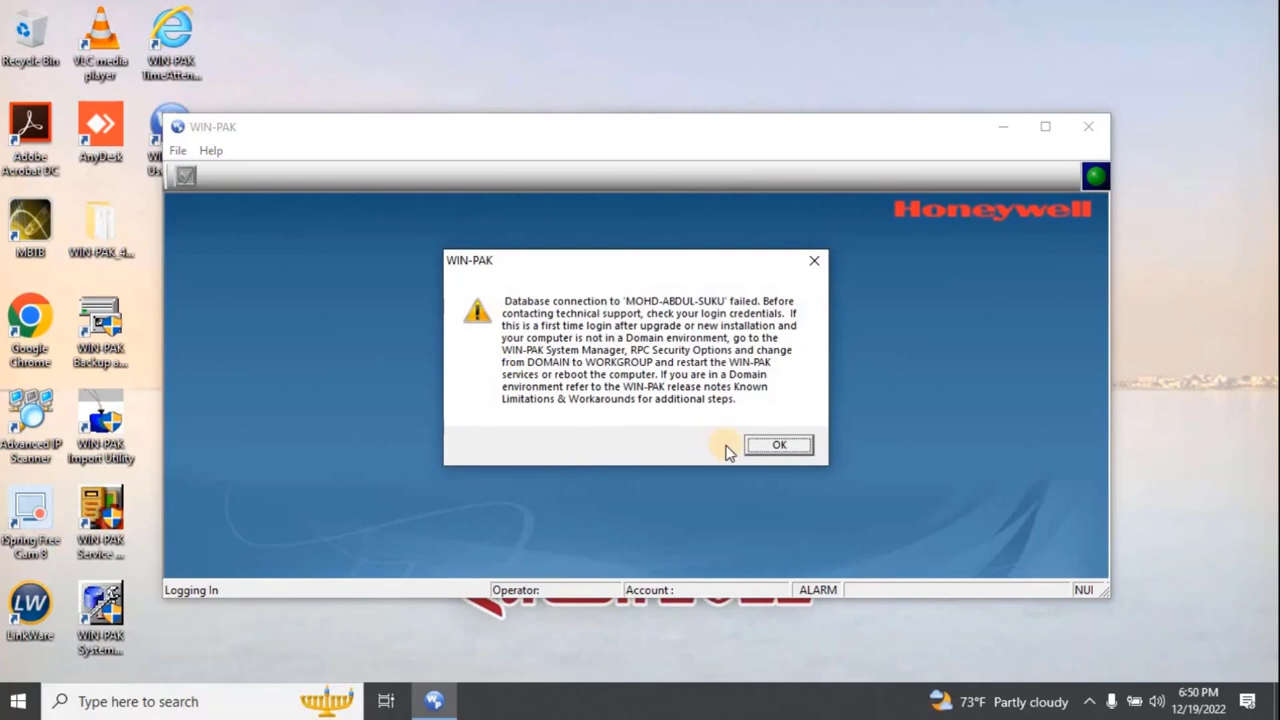 Recycle Bin
VLC media
player
WIN-PAK
TimeAtten...
Adobe
Acrobat DC
AnyDesk
MBIB
WIN-PAK_4...
Google
Chrome
WIN-PAK
Backup a...
Advanced IP
Scanner
WIN-PAK
Import Utility
iSpring Free
Cam 8
WIN-PAK
Service ...
LW
LinkWare
WIN-PAK
System...
WIN-PAK
File Help
Honeywell
WIN-PAK
Database connection to 'MOHD-ABDUL-SUKU' failed. Before
contacting technical support, check your login credentials. If
this is a first time login after upgrade or new installation and
your computer is not in a Domain environment, go to the
WIN-PAK System Manager, RPC Security Options and change
from DOMAIN to WORKGROUP and restart the WIN-PAK
services or reboot the computer. If you are in a Domain
environment refer to the WIN-PAK release notes Known
Limitations & Workarounds for additional steps.
OK
Logging In Operator: Account : ALARM NUI
Type here to search
73°F Partly cloudy
6:50 PM
12/19/2022